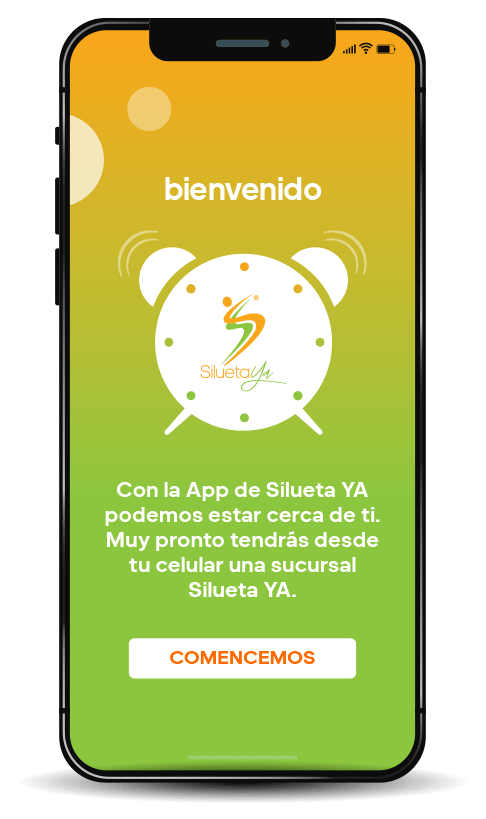 bienvenido
®
SiluetaYa
Con la App de Silueta YA
podemos estar cerca de ti.
Muy pronto tendrás desde
tu celular una sucursal
Silueta YA.
COMENCEMOS